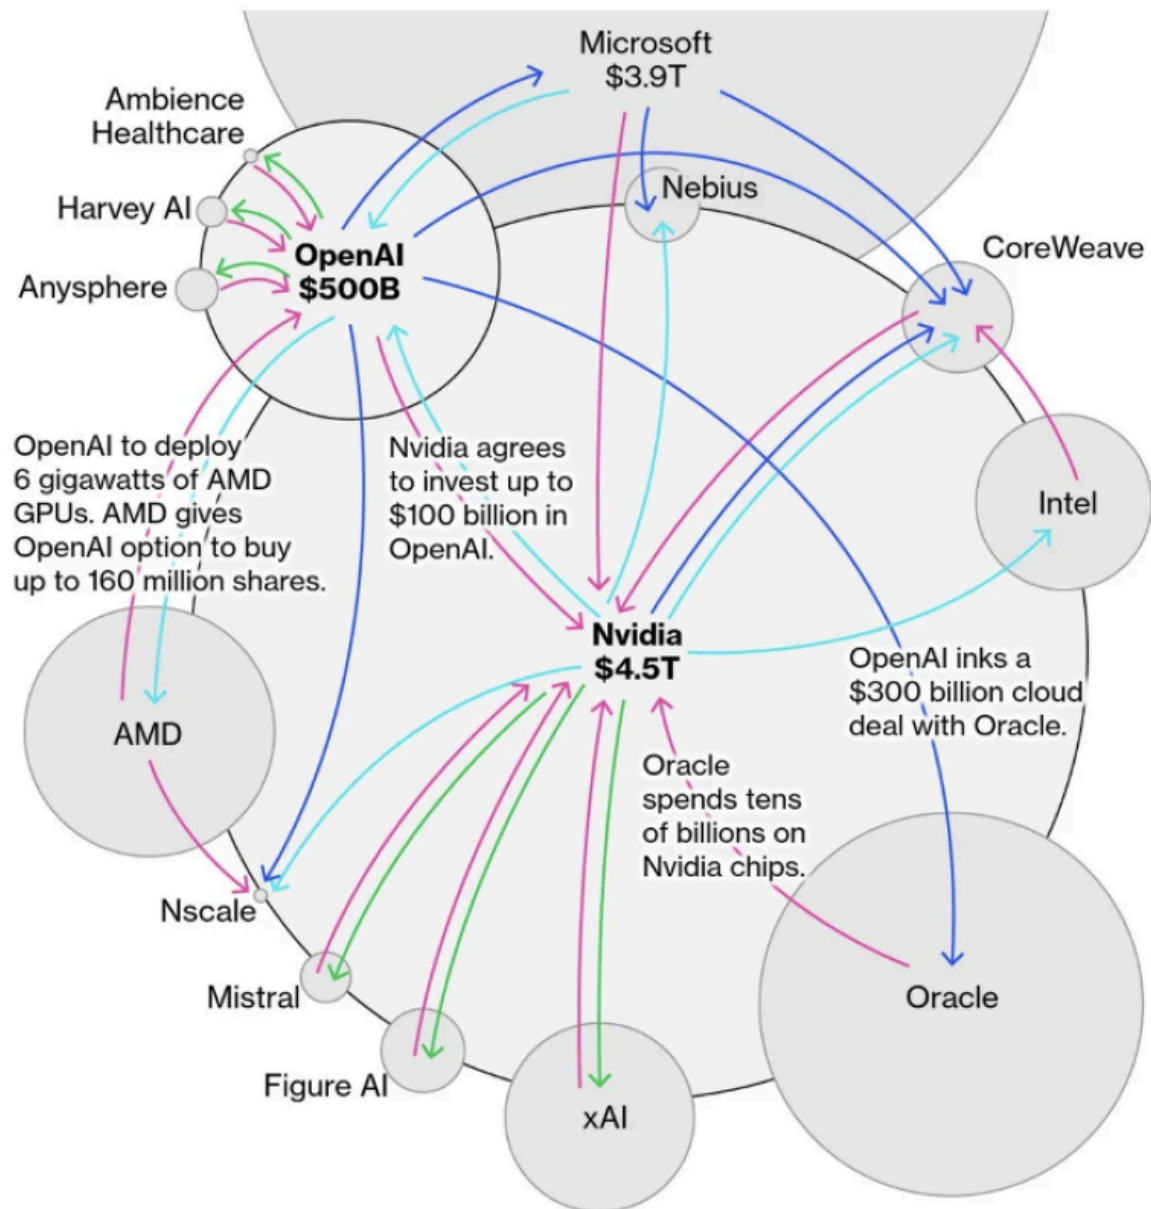 Microsoft
$3.9T
Ambience
Healthcare
Harvey AI
Anysphere
OpenAI
$500B
Nebius
CoreWeave
OpenAI to deploy
6 gigawatts of AMD
GPUs. AMD gives
OpenAI option to buy
up to 160 million shares.
Nvidia agrees
to invest up to
$100 billion in
OpenAI.
Intel
Nvidia
$4.5T
OpenAI inks a
$300 billion cloud
deal with Oracle.
AMD
Oracle
spends tens
of billions on
Nvidia chips.
Nscale
Mistral
Figure AI
xAI
Oracle